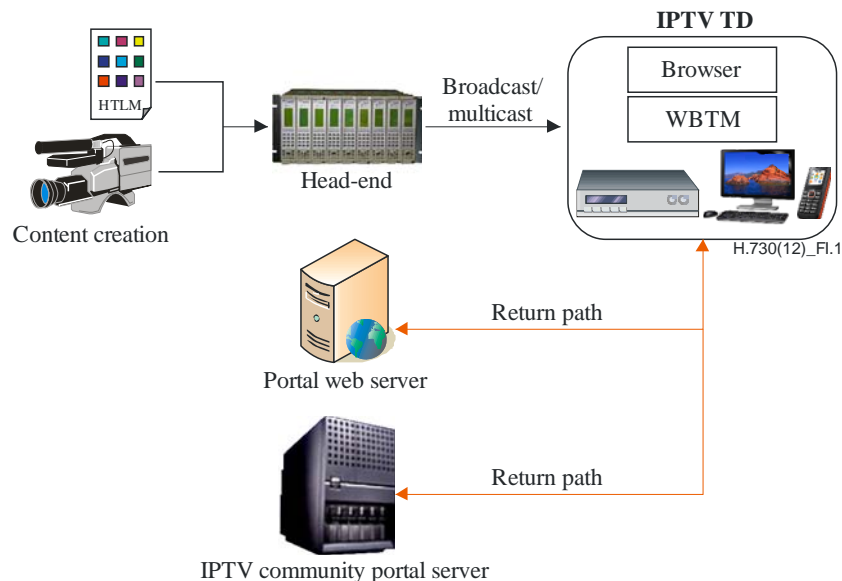 IPTV TD
HTLM
Broadcast/
multicast
Browser
WBTM
Head-end
Content creation
H.730(12)_FI.1
Return path
Portal web server
Return path
IPTV community portal server